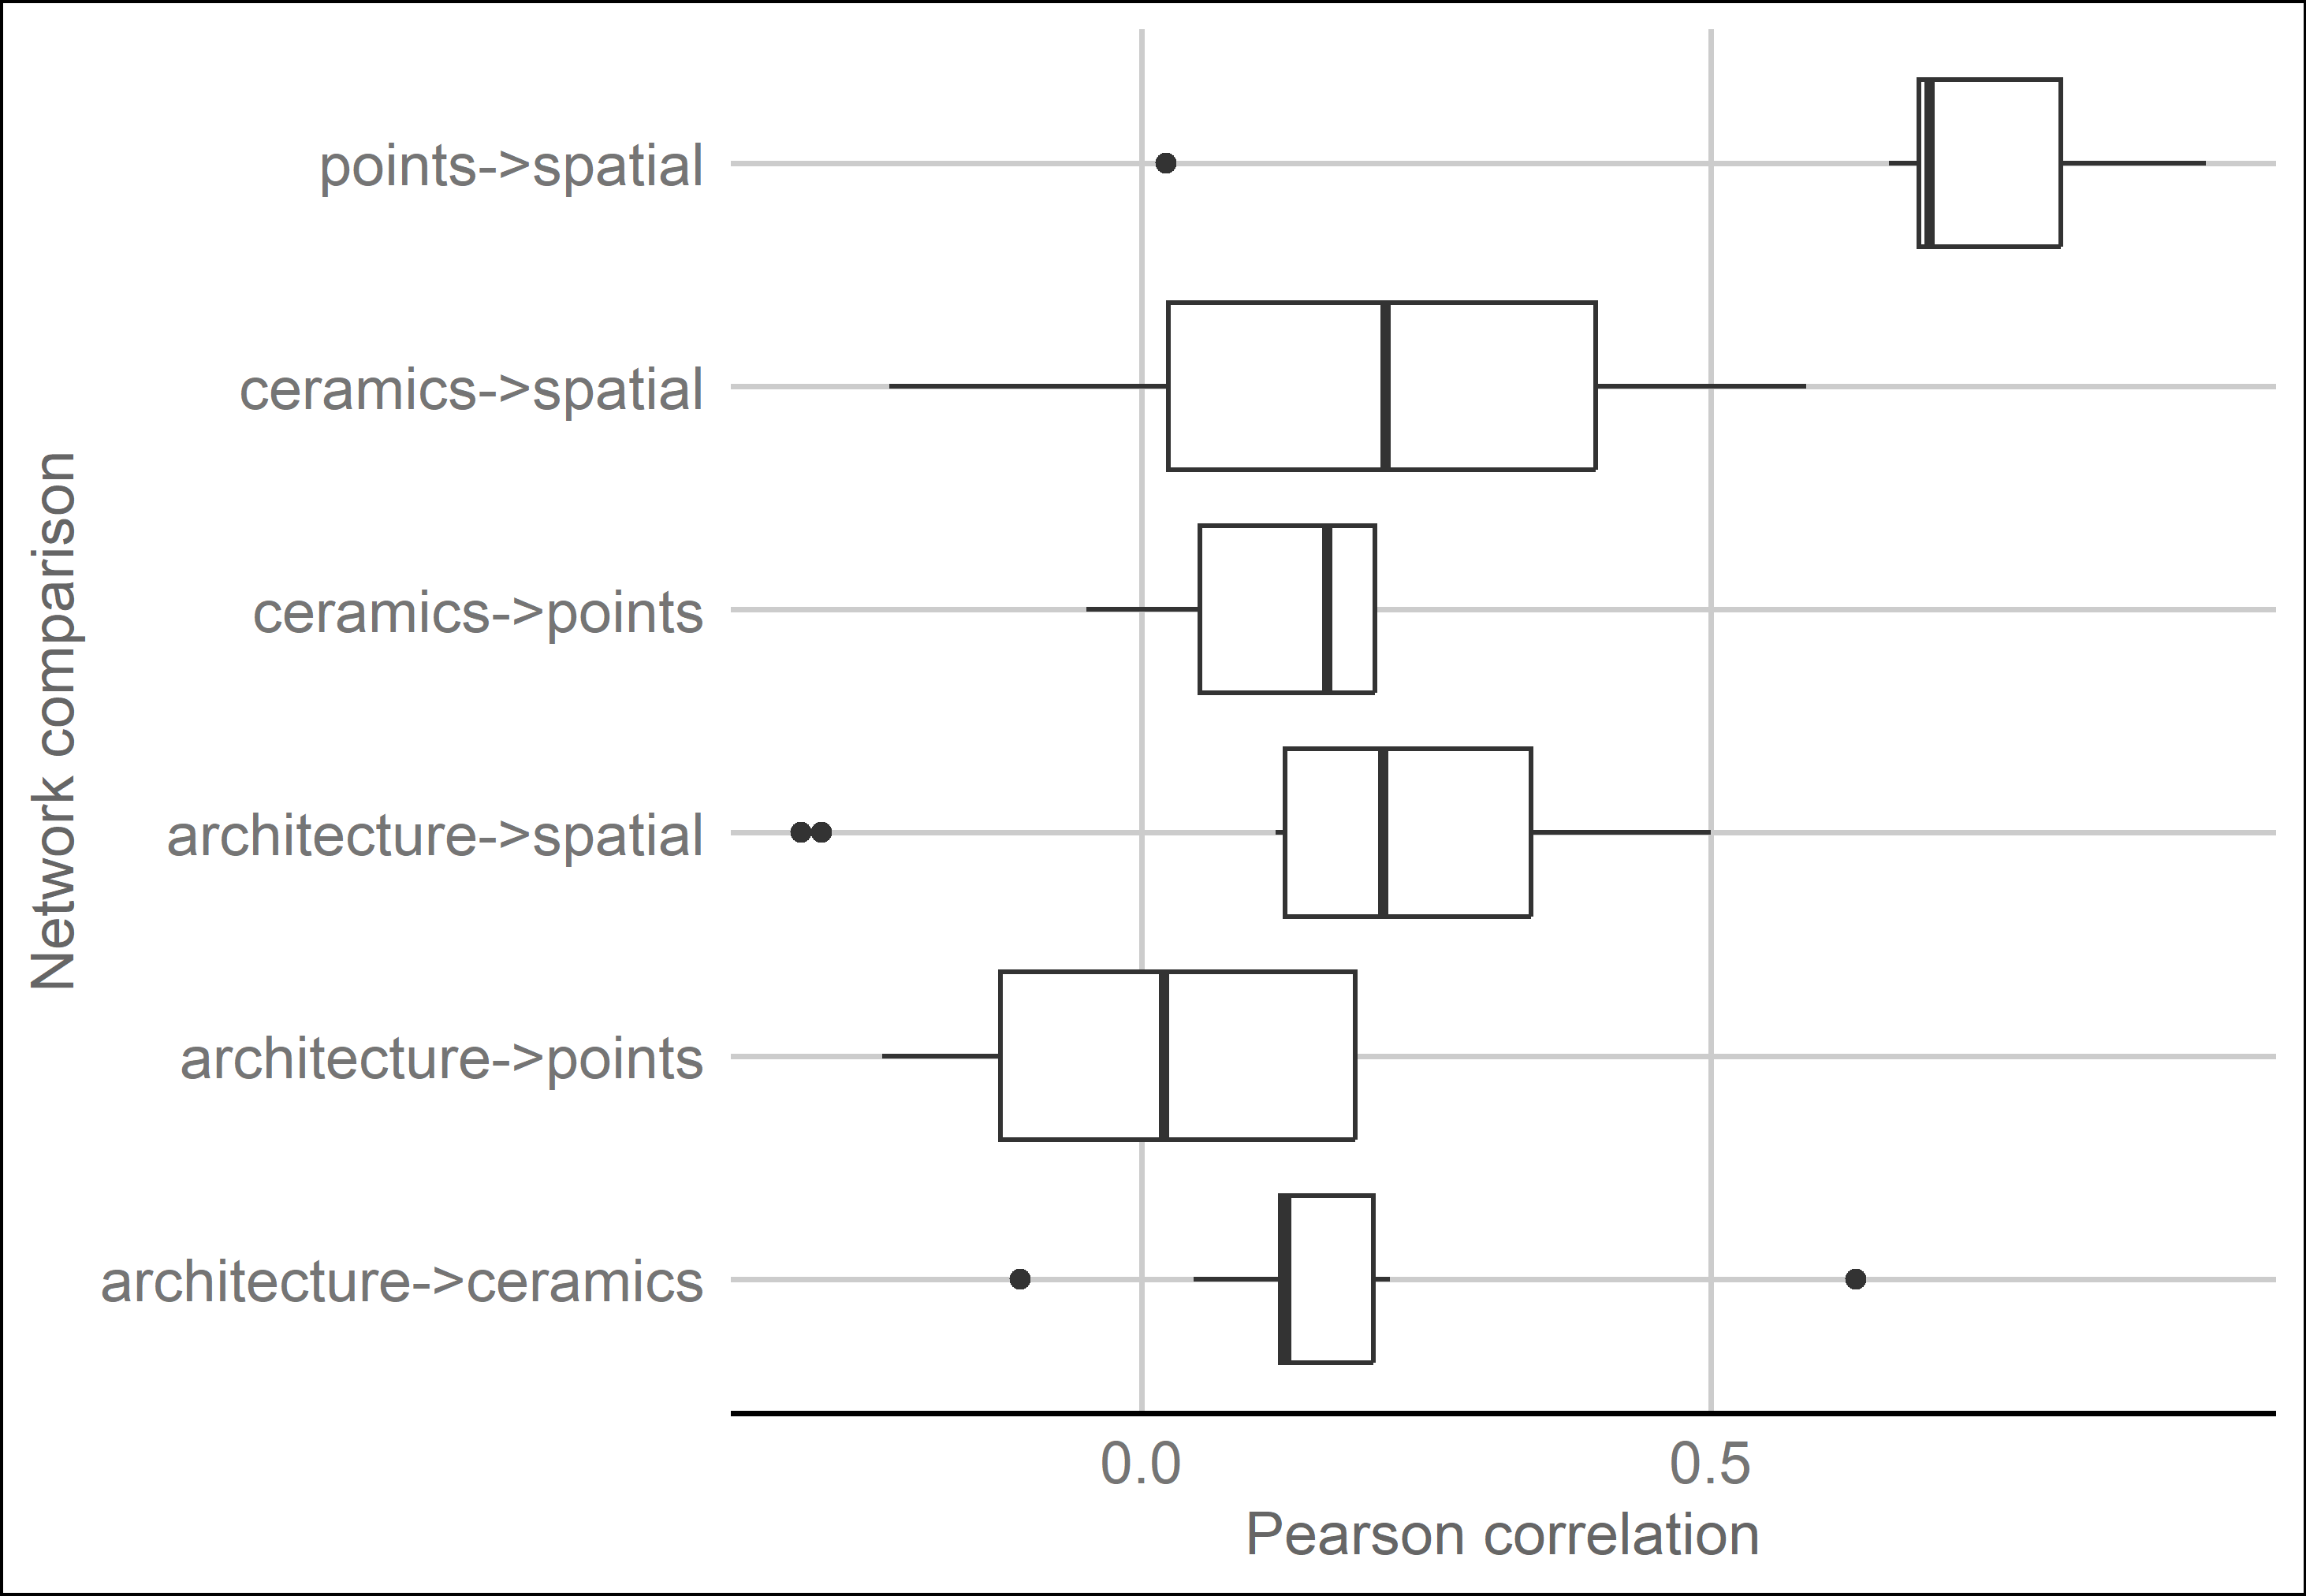 points->spatial
ceramics->spatial
ceramics->points
architecture->spatial
architecture->points
architecture->ceramics
Network comparison
0.0 0.5
Pearson correlation